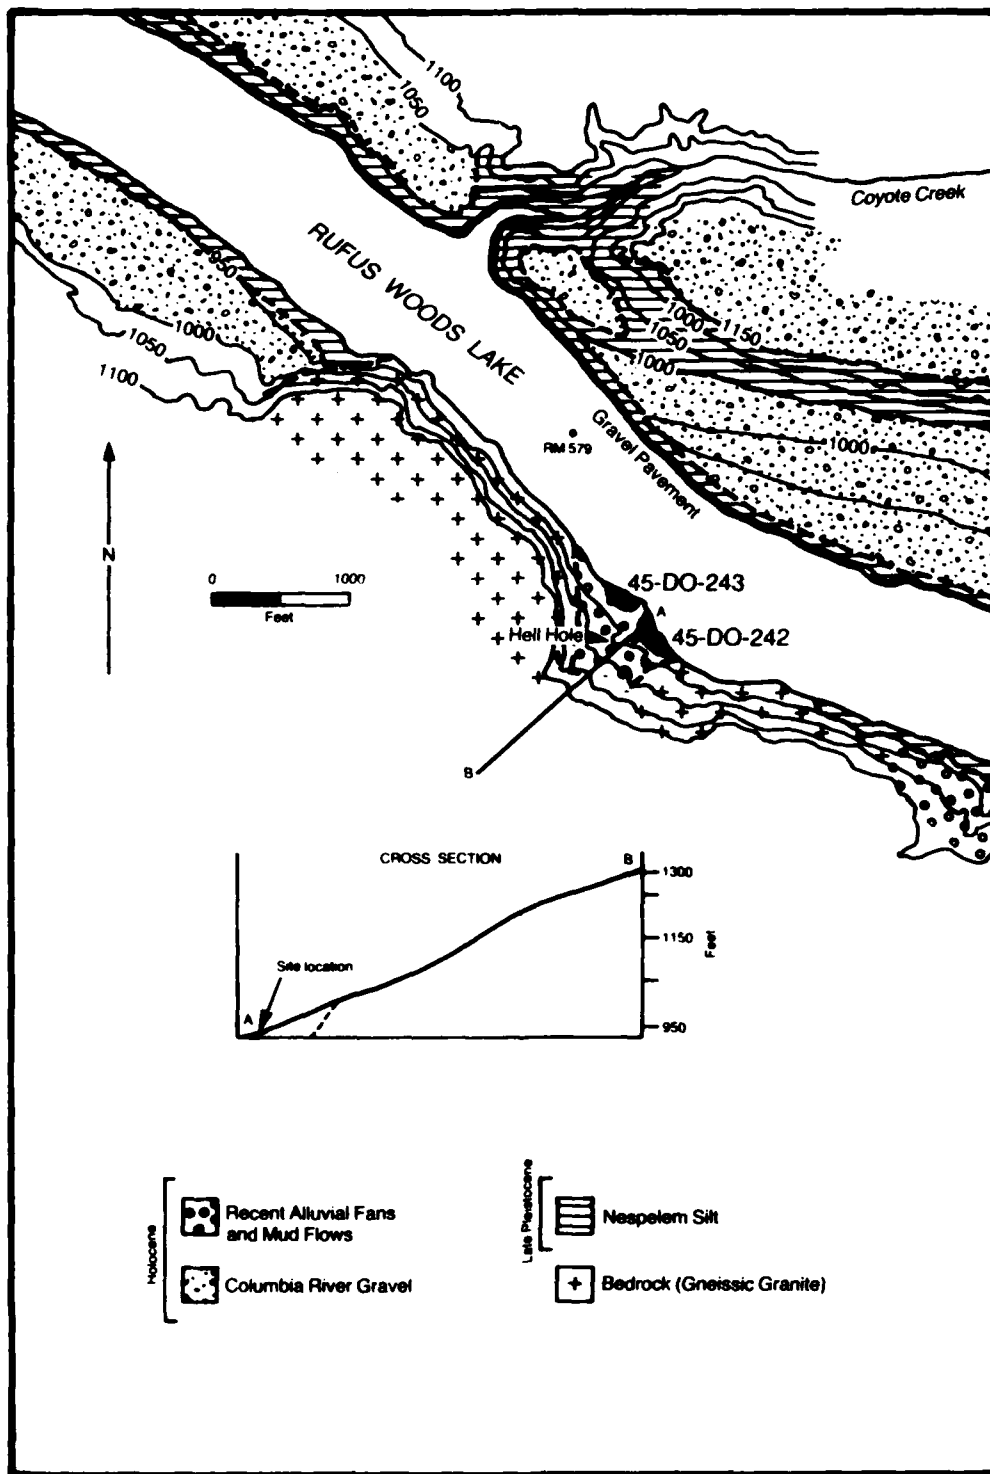 1100
1050
Coyote Creek
RUFUS WOODS LAKE
950
1000
1050
1100
1000
1150
1050
1000
1000
RM 579
Gravel Pavement
N
0 1000
Feet
45-DO-243
A
Hell Hole
45-DO-242
B
CROSS SECTION
B
1300
1150
Feet
950
Site location
A
Holocene
Recent Alluvial Fans
and Mud Flows
Columbia River Gravel
Late Pleistocene
Nespelem Silt
Bedrock (Gneissic Granite)